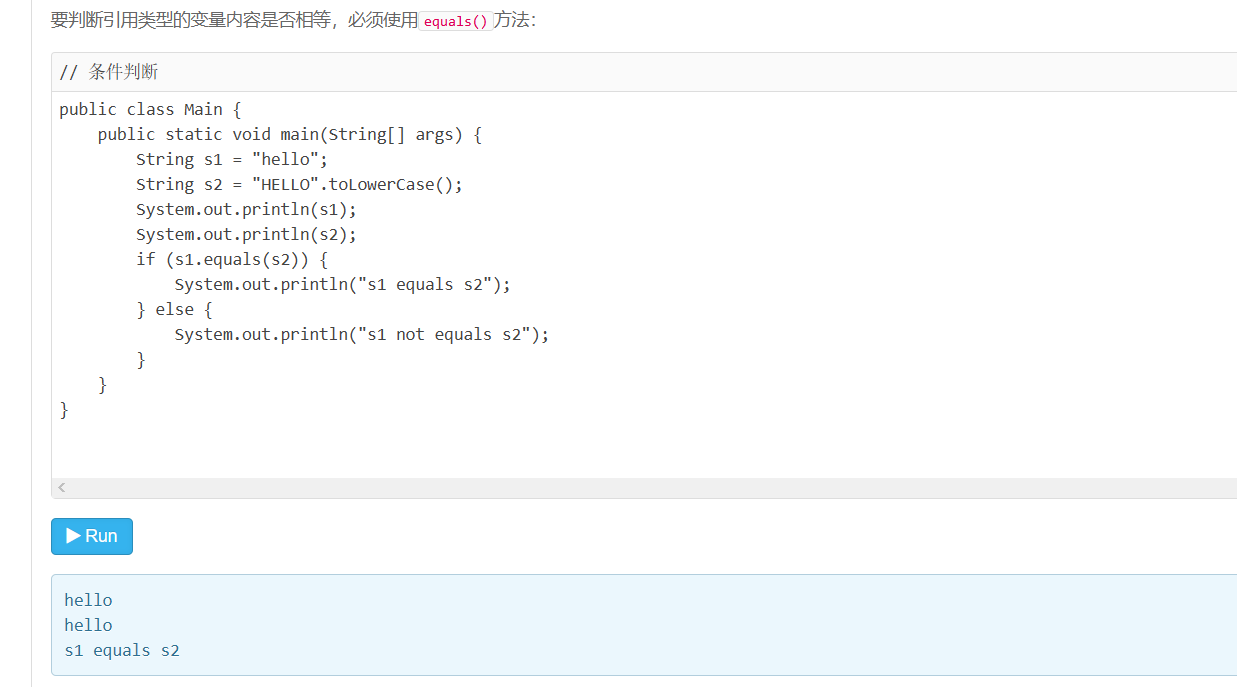 要判断引用类型的变量内容是否相等，必须使用equals()方法：
// 条件判断
public class Main {
    public static void main(String[] args) {
        String s1 = "hello";
        String s2 = "HELLO".toLowerCase();
        System.out.println(s1);
        System.out.println(s2);
        if (s1.equals(s2)) {
            System.out.println("s1 equals s2");
        } else {
            System.out.println("s1 not equals s2");
        }
    }
}
Run
hello
hello
s1 equals s2